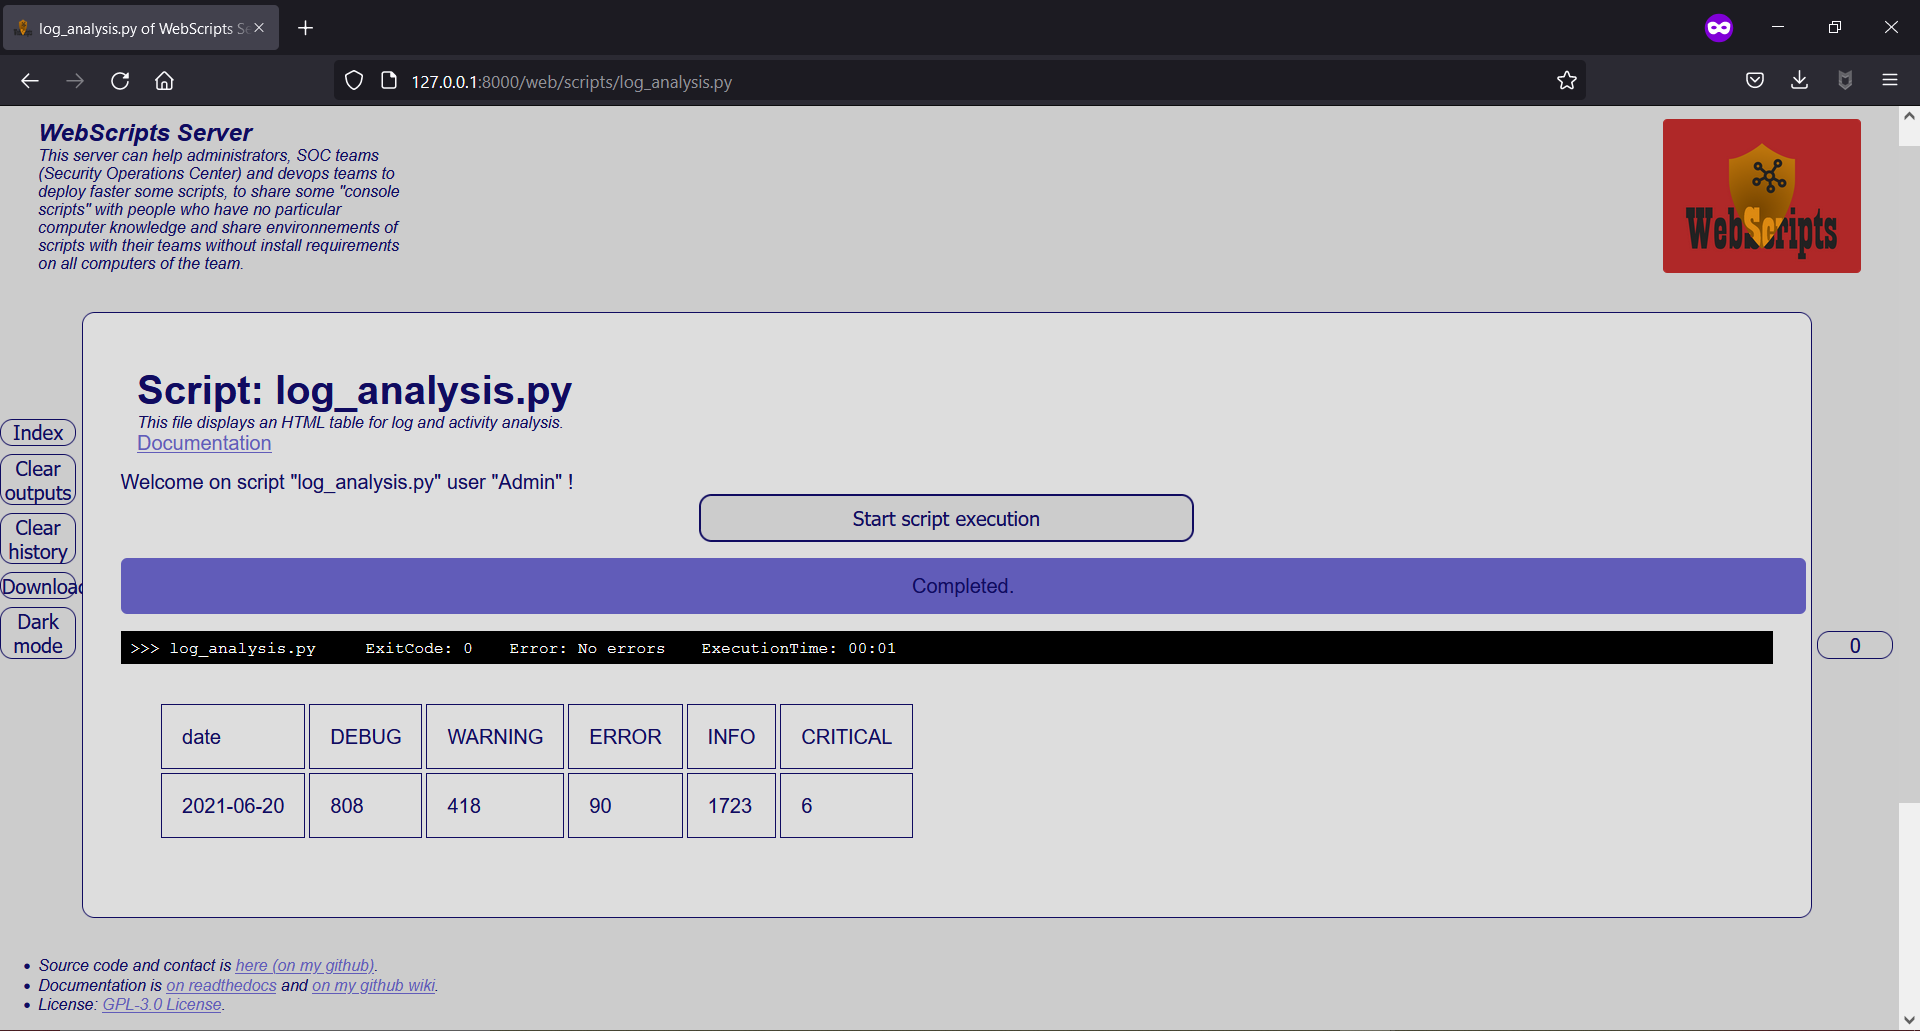 log_analysis.py of WebScripts Se
127.0.0.1:8000/web/scripts/log_analysis.py
WebScripts Server
This server can help administrators, SOC teams
(Security Operations Center) and devops teams to
deploy faster some scripts, to share some "console
scripts" with people who have no particular
computer knowledge and share environnements of
scripts with their teams without install requirements
on all computers of the team.
WebScripts
Script: log_analysis.py
This file displays an HTML table for log and activity analysis.
Documentation
Welcome on script "log_analysis.py" user "Admin" !
Start script execution
Index
Clear
outputs
Clear
history
Download
Dark
mode
Completed.
>>> log_analysis.py ExitCode: 0 Error: No errors ExecutionTime: 00:01
0
date DEBUG WARNING ERROR INFO CRITICAL
2021-06-20 808 418 90 1723 6
Source code and contact is here (on my github).
Documentation is on readthedocs and on my github wiki.
License: GPL-3.0 License.